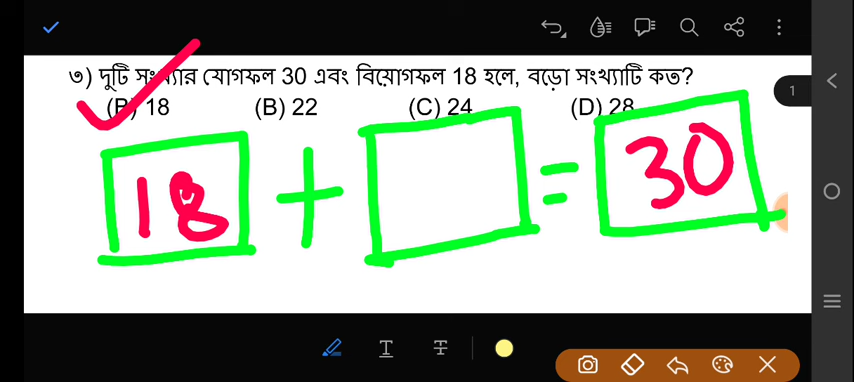 ৩) দুটি সংখ্যার যোগফল 30 এবং বিয়োগফল 18 হলে, বড়ো সংখ্যাটি কত?
(B) 18 (B) 22 (C) 24 (D) 28
18 + = 30
1
T T